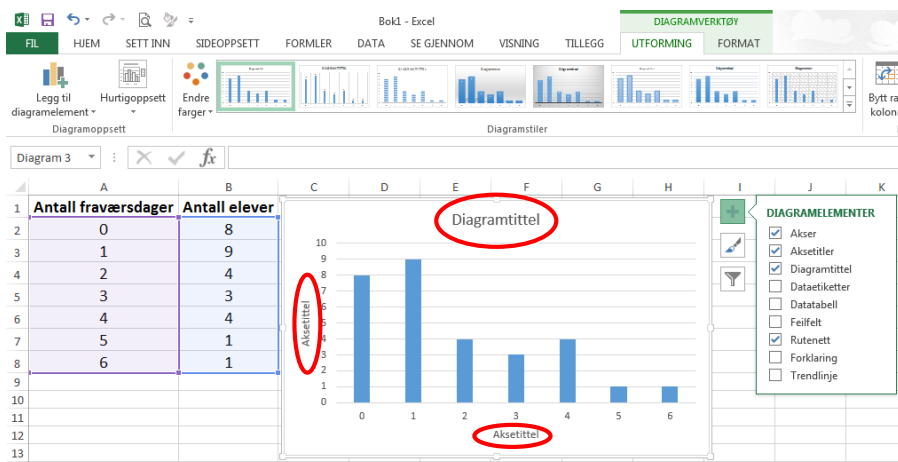 Bok1 - Excel
DIAGRAMVERKTØY
FIL HJEM SETT INN SIDEOPPSETT FORMLER DATA SE GJENNOM VISNING TILLEGG UTFORMING FORMAT
Legg til diagramelement
Hurtigoppsett
Endre farger
Bytt ra
kolon
Diagramoppsett
Diagramstiler
Diagram 3
fx
A B C D E F G H I J K
1 Antall fraværsdager Antall elever
2 0 8
3 1 9
4 2 4
5 3 3
6 4 4
7 5 1
8 6 1
9
10
11
12
13
Diagramtittel
Aksetittel
10
9
8
7
6
5
4
3
2
1
0
0 1 2 3 4 5 6
Aksetittel
DIAGRAMELEMENTER
Akser
Aksetitler
Diagramtittel
Dataetiketter
Datatabell
Feilfelt
Rutenett
Forklaring
Trendlinje